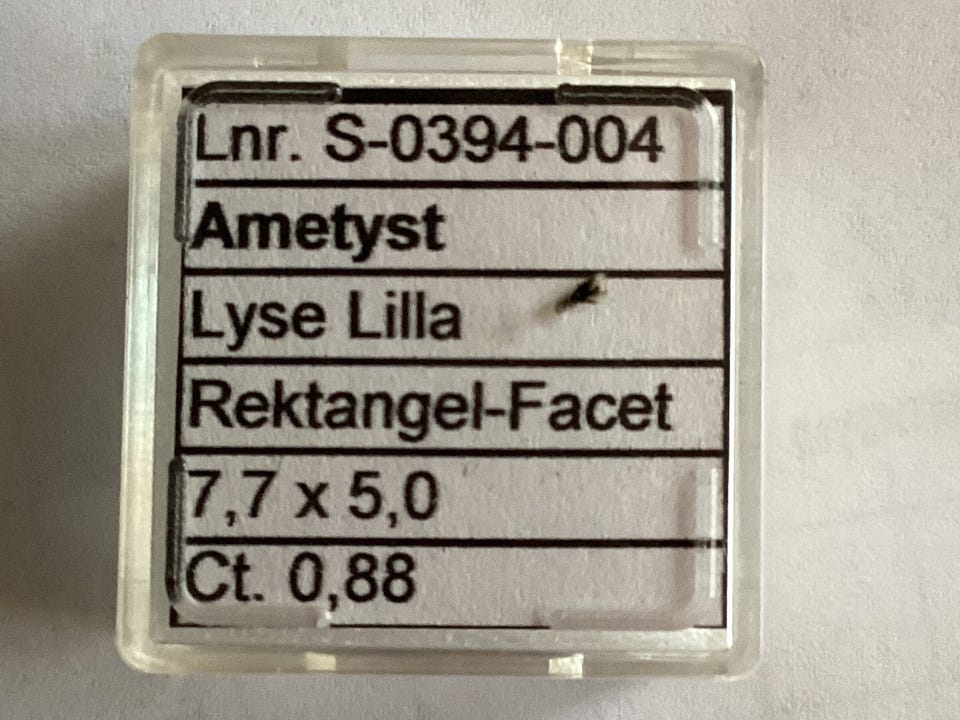 Lnr. S-0394-004
Ametyst
Lyse Lilla
Rektangel-Facet
7,7 x 5,0
Ct. 0,88